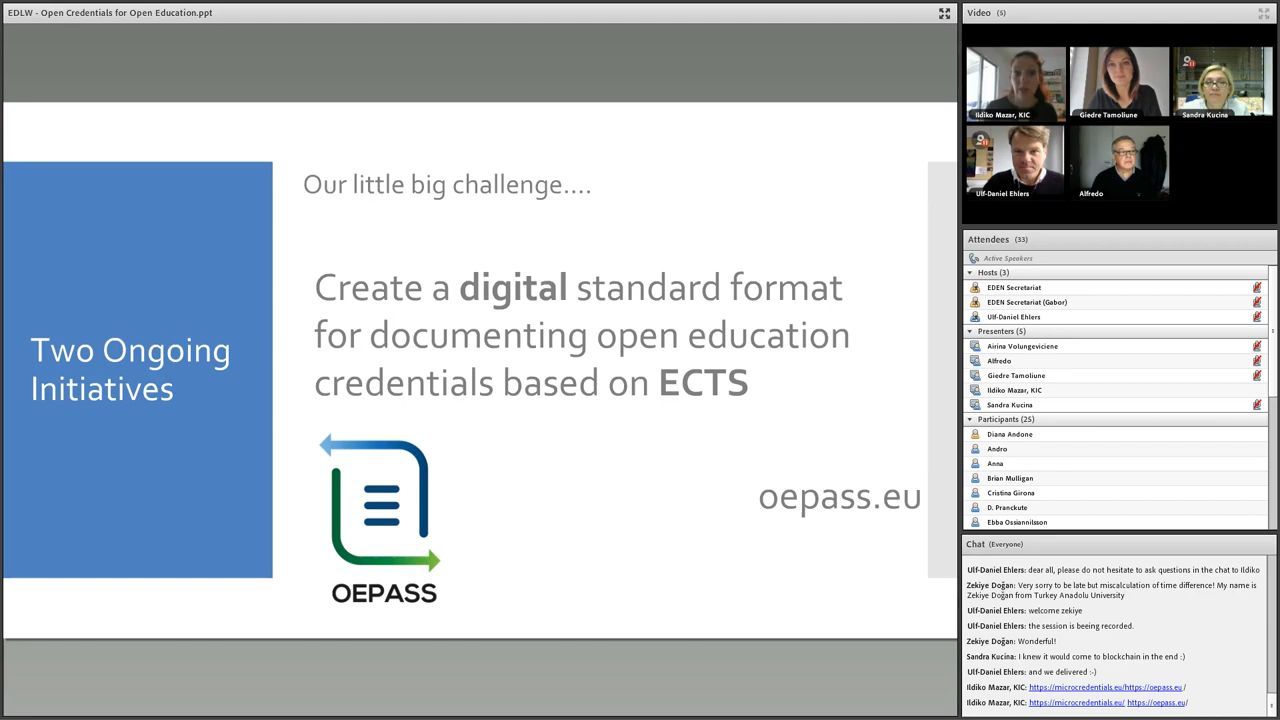 EDLW - Open Credentials for Open Education.ppt
Two Ongoing
Initiatives
Our little big challenge....
Create a digital standard format
for documenting open education
credentials based on ECTS
OEPASS
oepass.eu
Video (5)
Ildiko Mazar, KIC
Giedre Tamoliune
Sandra Kucina
Ulf-Daniel Ehlers
Alfredo
Attendees (33)
Active Speakers
Hosts (3)
EDEN Secretariat
EDEN Secretariat (Gabor)
Ulf-Daniel Ehlers
Presenters (5)
Airina Volungeviciene
Alfredo
Giedre Tamoliune
Ildiko Mazar, KIC
Sandra Kucina
Participants (25)
Diana Andone
Andro
Anna
Brian Mulligan
Cristina Girona
D. Pranckute
Ebba Ossiannilsson
Chat (Everyone)
Ulf-Daniel Ehlers: dear all, please do not hesitate to ask questions in the chat to Ildiko
Zekiye Doğan: Very sorry to be late but miscalculation of time difference! My name is
Zekiye Doğan from Turkey Anadolu University
Ulf-Daniel Ehlers: welcome zekiye
Ulf-Daniel Ehlers: the session is beeing recorded.
Zekiye Doğan: Wonderful!
Sandra Kucina: I knew it would come to blockchain in the end :)
Ulf-Daniel Ehlers: and we delivered :-)
Ildiko Mazar, KIC: https://microcredentials.eu/https://oepass.eu /
Ildiko Mazar, KIC: https://microcredentials.eu/ https://oepass.eu/